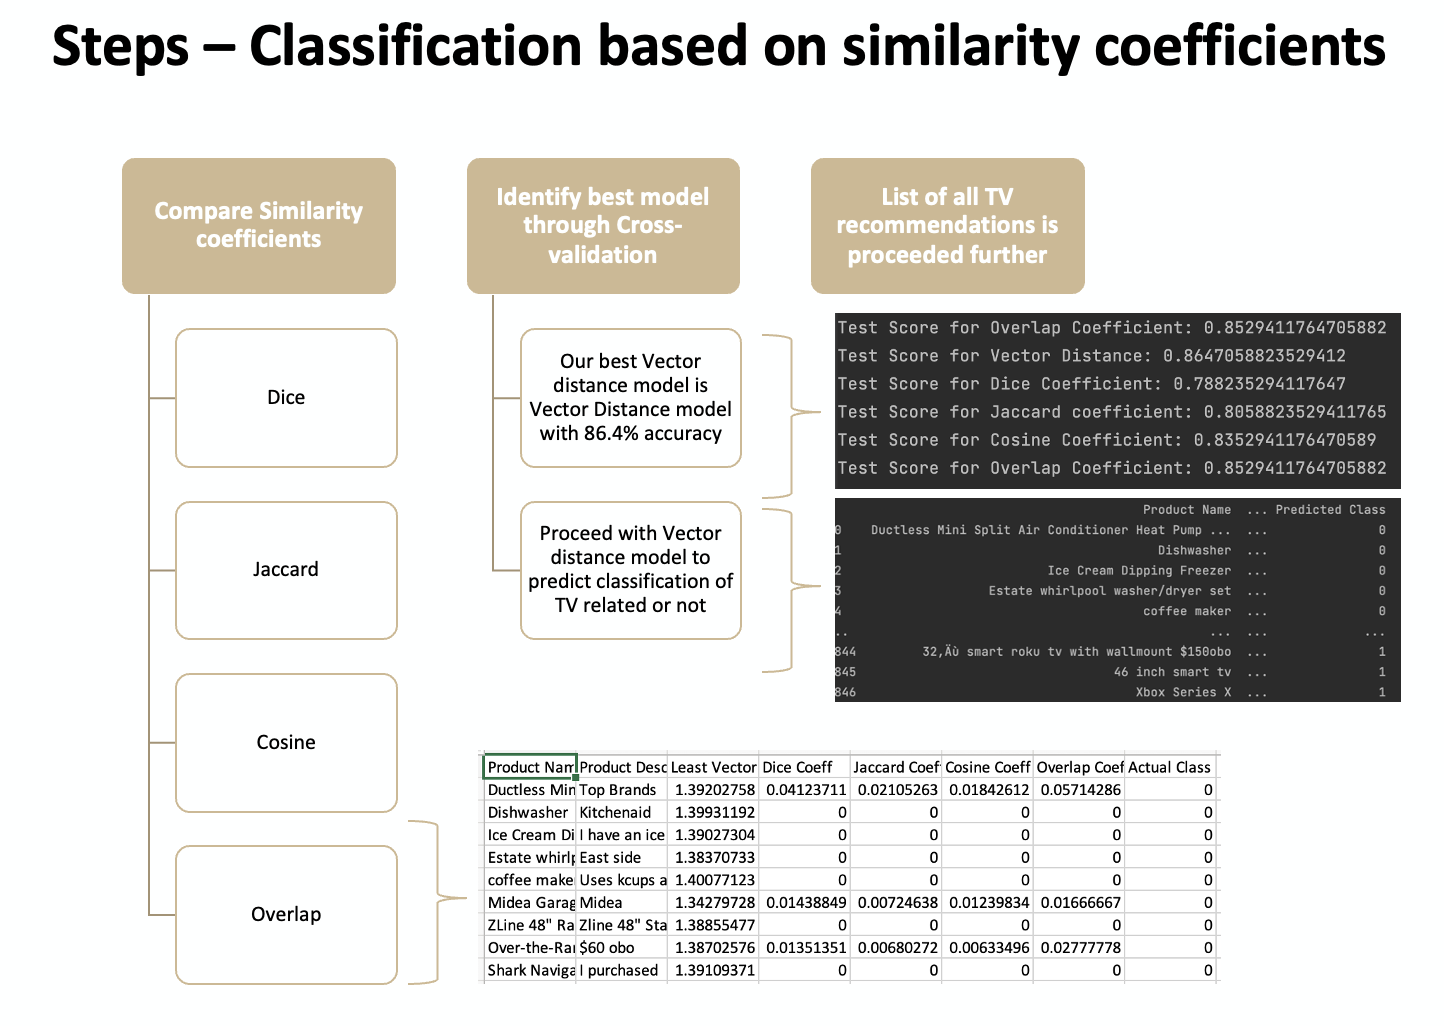 Steps – Classification based on similarity coefficients
Compare Similarity
coefficients
Dice
Jaccard
Cosine
Overlap
Identify best model
through Cross-
validation
Our best Vector
distance model is
Vector Distance model
with 86.4% accuracy
Proceed with Vector
distance model to
predict classification of
TV related or not
List of all TV
recommendations is
proceeded further
Test Score for Overlap Coefficient: 0.8529411764705882
Test Score for Vector Distance: 0.8647058823529412
Test Score for Dice Coefficient: 0.788235294117647
Test Score for Jaccard coefficient: 0.8058823529411765
Test Score for Cosine Coefficient: 0.8352941176470589
Test Score for Overlap Coefficient: 0.8529411764705882
Product Name ... Predicted Class
0 Ductless Mini Split Air Conditioner Heat Pump ... ... 0
1 Dishwasher ... 0
2 Ice Cream Dipping Freezer ... 0
3 Estate whirlpool washer/dryer set ... 0
4 coffee maker ... 0
.. ... ... ...
844 32‚Äù smart roku tv with wallmount $150obo ... 1
845 46 inch smart tv ... 1
846 Xbox Series X ... 1
Product Nam Product Desc Least Vector Dice Coeff Jaccard Coef Cosine Coeff Overlap Coef Actual Class
Ductless Min Top Brands 1.39202758 0.04123711 0.02105263 0.01842612 0.05714286 0
Dishwasher Kitchenaid 1.39931192 0 0 0 0 0
Ice Cream Di I have an ice 1.39027304 0 0 0 0 0
Estate whirlp East side 1.38370733 0 0 0 0 0
coffee make Uses kcups a 1.40077123 0 0 0 0 0
Midea Garag Midea 1.34279728 0.01438849 0.00724638 0.01239834 0.01666667 0
ZLine 48" Ra Zline 48" Sta 1.38855477 0 0 0 0 0
Over-the-Ra $60 obo 1.38702576 0.01351351 0.00680272 0.00633496 0.02777778 0
Shark Naviga I purchased 1.39109371 0 0 0 0 0